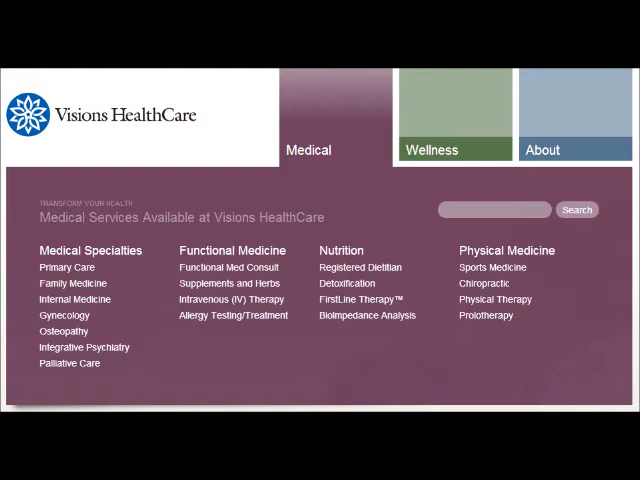 Visions HealthCare
Medical
Wellness
About
TRANSFORM YOUR HEALTH
Medical Services Available at Visions HealthCare
Search
Medical Specialties
Primary Care
Family Medicine
Internal Medicine
Gynecology
Osteopathy
Integrative Psychiatry
Palliative Care
Functional Medicine
Functional Med Consult
Supplements and Herbs
Intravenous (IV) Therapy
Allergy Testing/Treatment
Nutrition
Registered Dietitian
Detoxification
FirstLine Therapy™
BioImpedance Analysis
Physical Medicine
Sports Medicine
Chiropractic
Physical Therapy
Prolotherapy